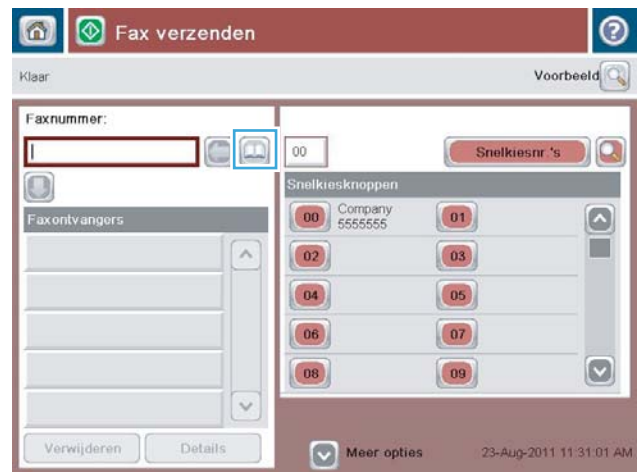 Fax verzenden
Klaar
Voorbeeld
Faxnummer:
00
Snelkiesnr.'s
Snelkiesknoppen
Faxontvangers
00 Company 01
5555555
02 03
04 05
06 07
08 09
Verwijderen Details
Meer opties
23-Aug-2011 11:31:01 AM